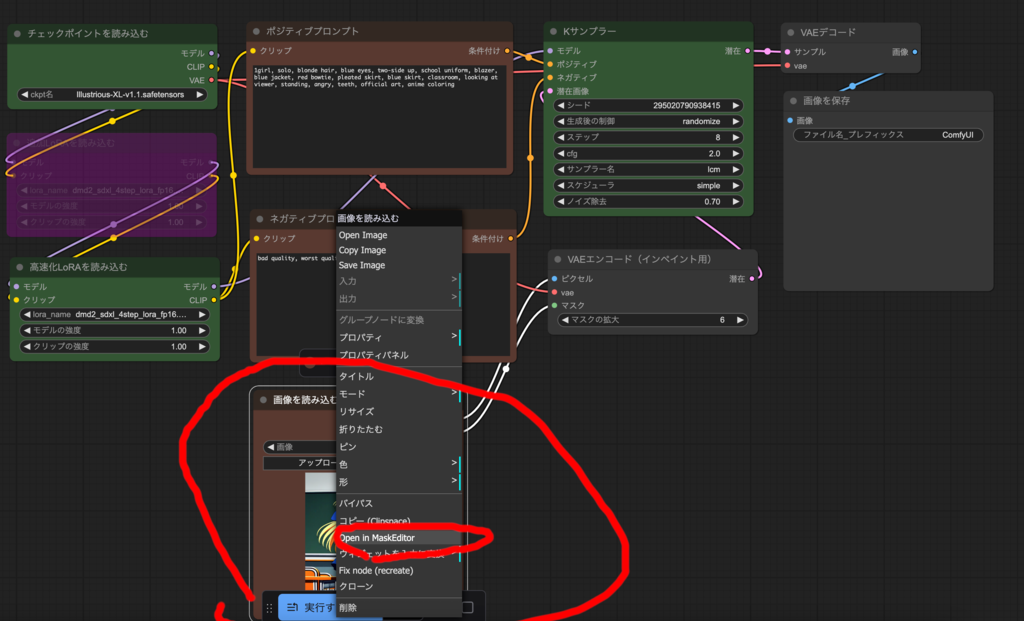 チェックポイントを読み込む
モデル
CLIP
VAE
ckpt名
Illustrious-XL-v1.1.safetensors
モデル
クリップ
lora_name dmd2_sdxl_4step_lora_fp16
モデルの強度
1.00
クリップの強度
1.00
高速化LoRAを読み込む
モデル
モデル
クリップ
CLIP
lora_name dmd2_sdxl_4step_lora_fp16....
モデルの強度
1.00
クリップの強度
1.00
ポジティブプロンプト
クリップ
条件付け
1girl, solo, blonde hair, blue eyes, two-side up, school uniform, blazer,
blue jacket, red bowtie, pleated skirt, blue skirt, classroom, looking at
viewer, standing, angry, teeth, official art, anime coloring
ネガティブプロ
クリップ
条件付け
bad quality, worst qual
画像を読み込む
Open Image
Copy Image
Save Image
入力
>
出力
>
グループノードに変換
プロパティ
>
プロパティパネル
タイトル
モード
>
リサイズ
折りたたむ
ピン
色
>
形
>
バイパス
コピー (Clipspace)
Open in MaskEditor
ウィジェットを入力に変換
Fix node (recreate)
クローン
削除
画像を読み込む
画像
アップロー
実行す
Kサンプラー
モデル
潜在
ポジティブ
ネガティブ
潜在画像
シード
295020790938415
生成後の制御
randomize
ステップ
8
cfg
2.0
サンプラー名
lcm
スケジューラ
simple
ノイズ除去
0.70
VAEエンコード（インペイント用）
ピクセル
潜在
vae
マスク
マスクの拡大
6
VAEデコード
サンプル
画像
vae
画像を保存
画像
ファイル名_プレフィックス
ComfyUI